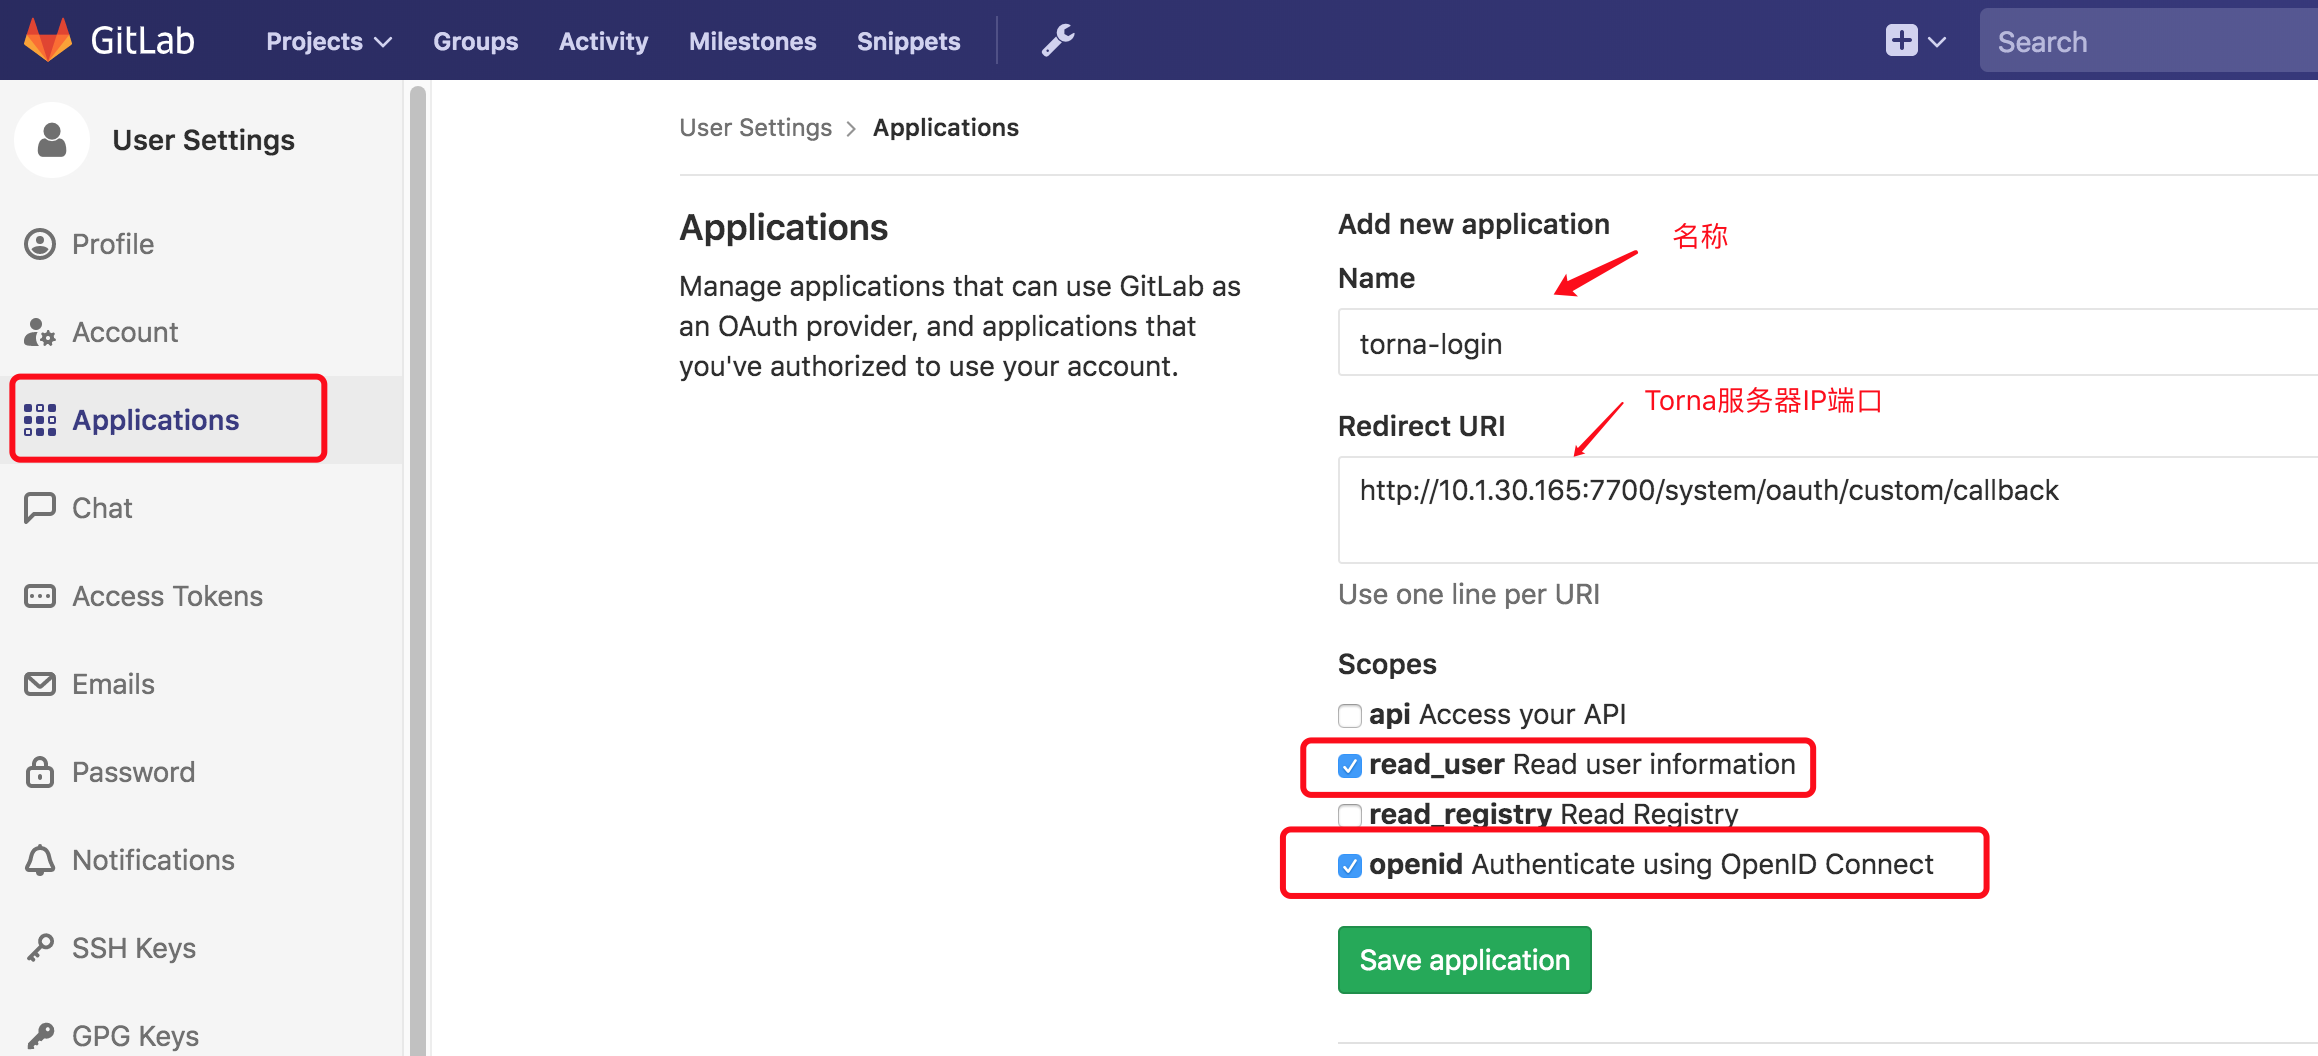 GitLab Projects Groups Activity Milestones Snippets Search
User Settings
Profile
Account
Applications
Chat
Access Tokens
Emails
Password
Notifications
SSH Keys
GPG Keys
User Settings > Applications
Applications
Manage applications that can use GitLab as
an OAuth provider, and applications that
you've authorized to use your account.
Add new application
名称
Name
torna-login
Torna服务器IP端口
Redirect URI
http://10.1.30.165:7700/system/oauth/custom/callback
Use one line per URI
Scopes
api Access your API
read_user Read user information
read_registry Read Registry
openid Authenticate using OpenID Connect
Save application